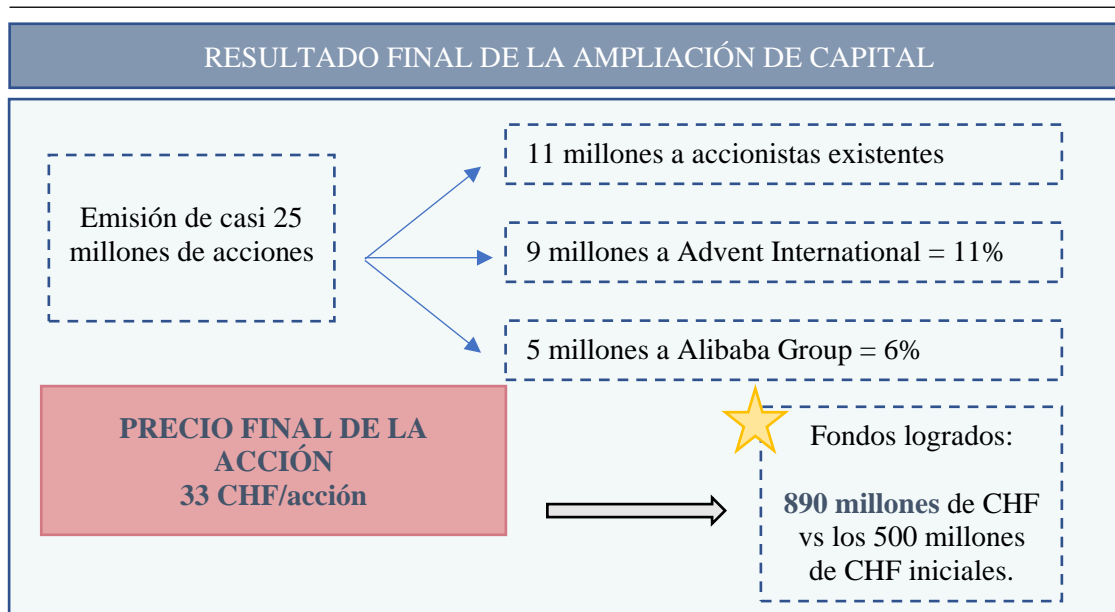 RESULTADO FINAL DE LA AMPLIACIÓN DE CAPITAL
Emisión de casi 25
millones de acciones
11 millones a accionistas existentes
9 millones a Advent International = 11%
5 millones a Alibaba Group = 6%
PRECIO FINAL DE LA
ACCIÓN
33 CHF/acción
Fondos logrados:
890 millones de CHF
vs los 500 millones
de CHF iniciales.